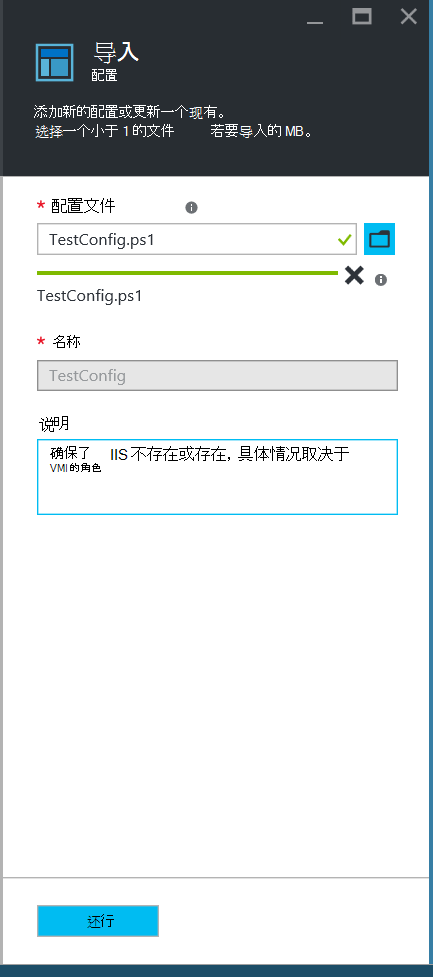 导入
配置
添加新的配置或更新一个现有。
选择一个小于 1 的文件 若要导入的 MB。
* 配置文件
TestConfig.ps1
TestConfig.ps1
* 名称
TestConfig
说明
确保了 IIS 不存在或存在, 具体情况取决于
VMI 的角色
还行